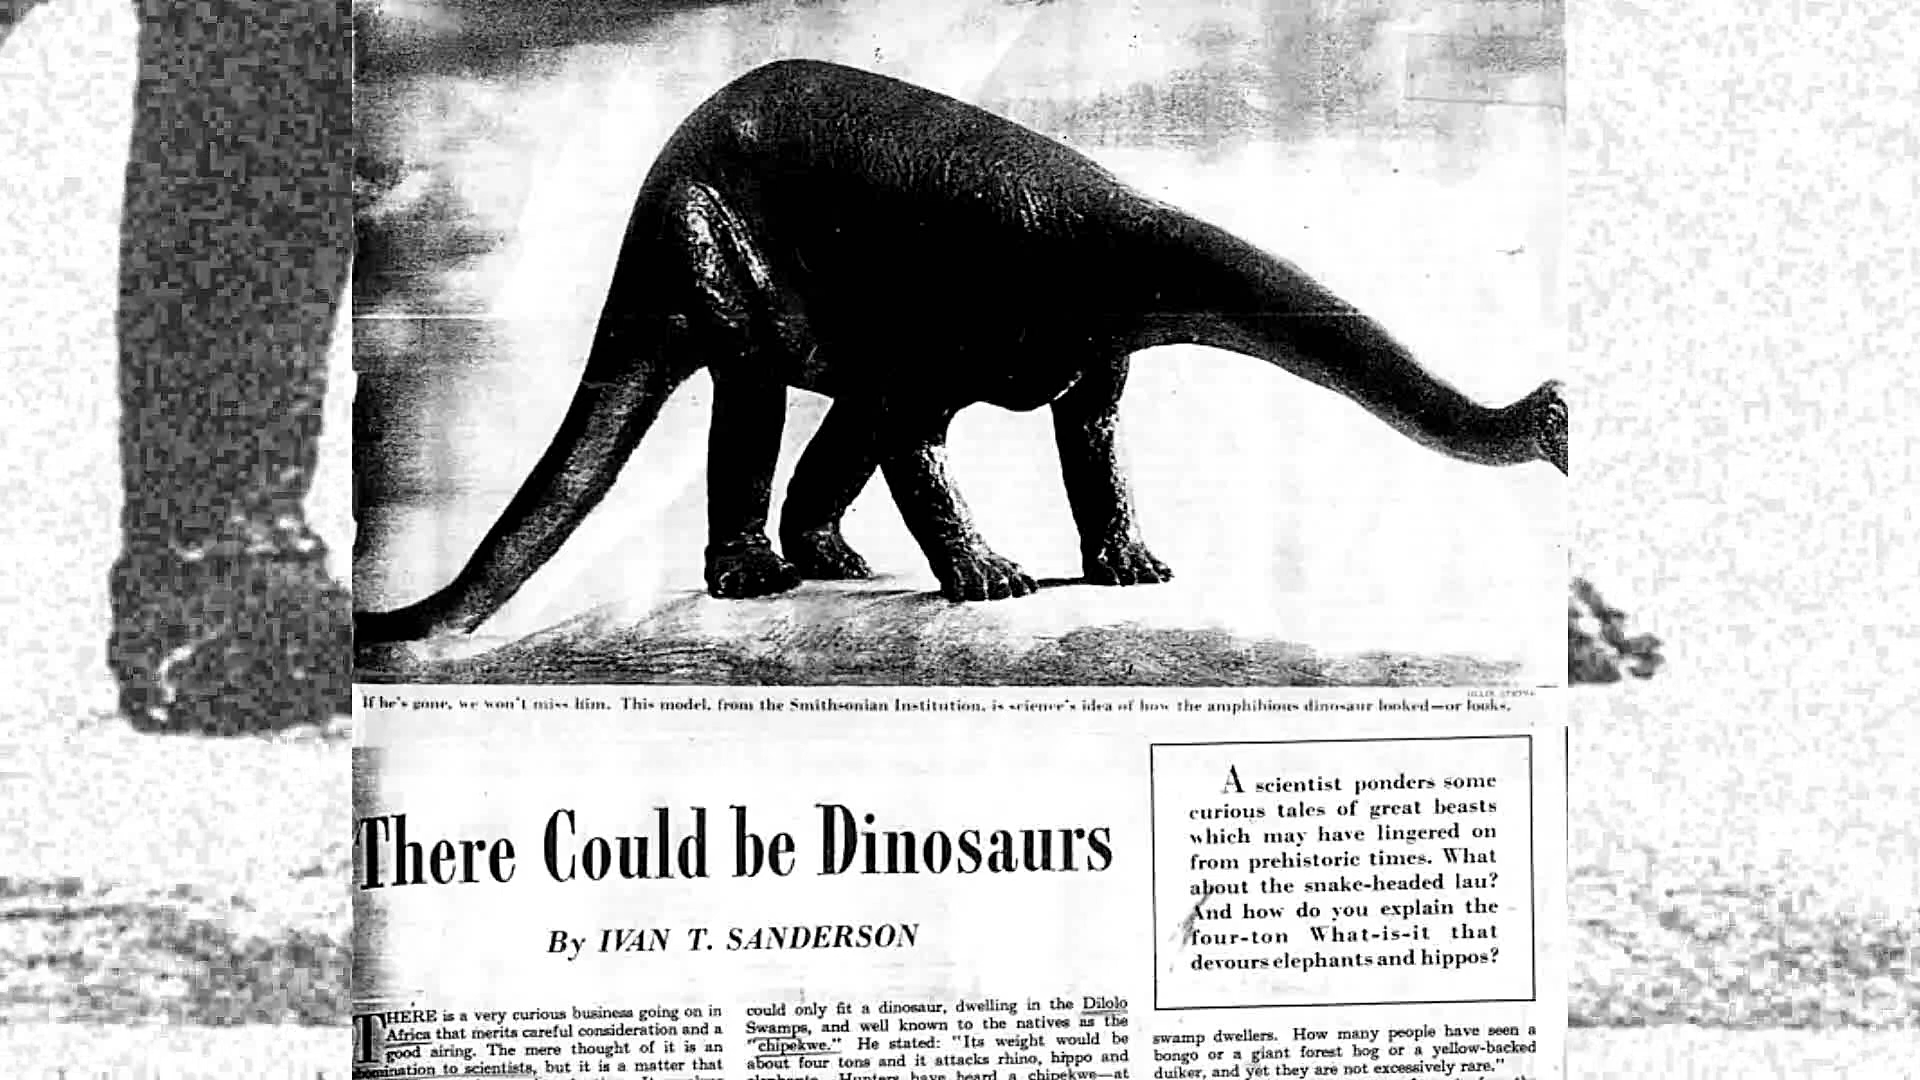 If he's gone, we won't miss him. This model, from the Smithsonian Institution, is science's idea of how the amphibious dinosaur looked—or looks.
There Could be Dinosaurs
By IVAN T. SANDERSON
A scientist ponders some
curious tales of great beasts
which may have lingered on
from prehistoric times. What
about the snake-headed lau?
And how do you explain the
four-ton What-is-it that
devours elephants and hippos?
THERE is a very curious business going on in
Africa that merits careful consideration and a
good airing. The mere thought of it is an
to scientists, but it is a matter that
could only fit a dinosaur, dwelling in the Dilolo
Swamps, and well known to the natives as the
"chipekwe." He stated: "Its weight would be
about four tons and it attacks rhino, hippo and
elephants. Hunters have heard a chipekwe—at
swamp dwellers. How many people have seen a
bongo or a giant forest hog or a yellow-backed
duiker, and yet they are not excessively rare."